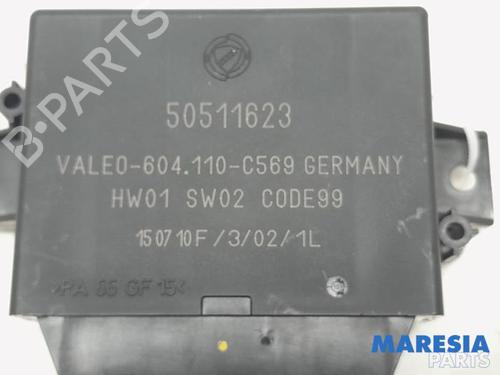 B-PARTS
50511623
VALEO-604.110-C569 GERMANY
HW01 SW02 CODE99
150710F/3/02/1L
>PA 66 GF 15<
MARESIA
PARTS